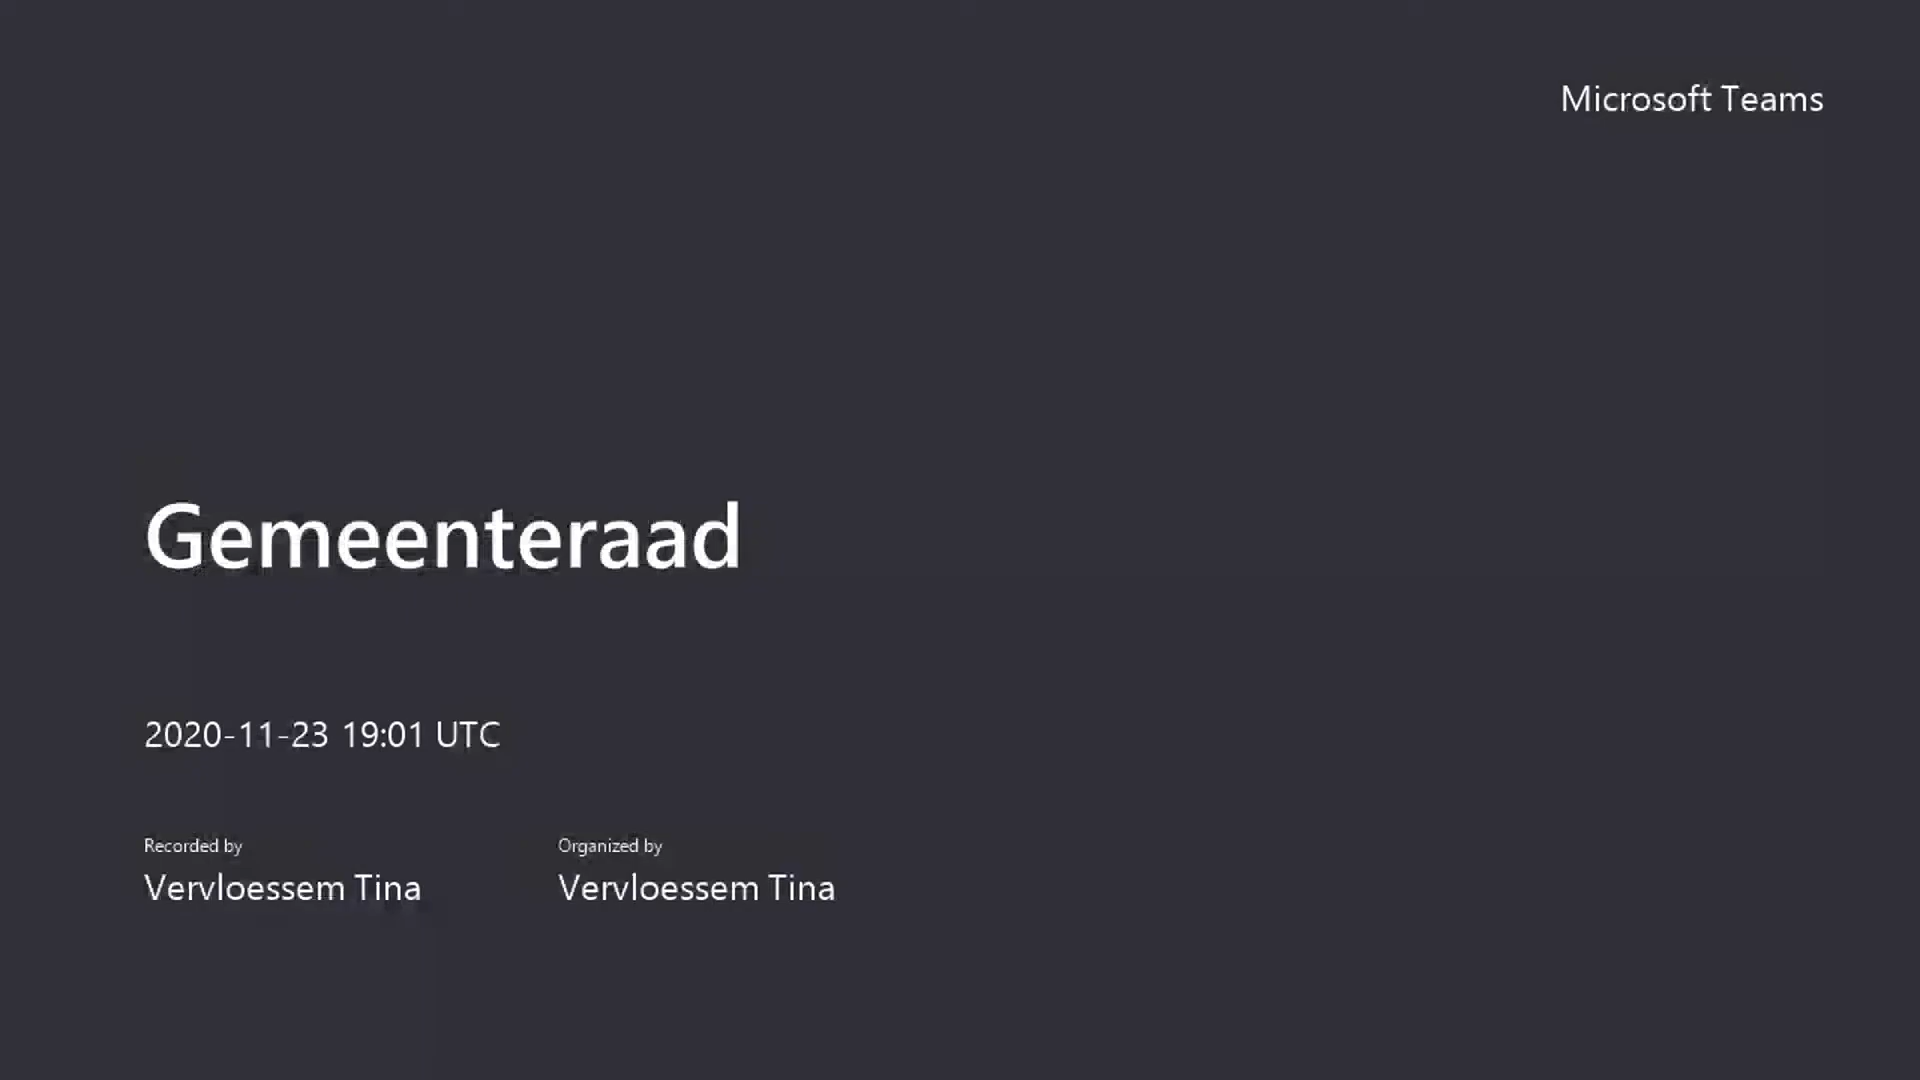 Microsoft Teams
Gemeenteraad
2020-11-23 19:01 UTC
Recorded by
Vervloessem Tina
Organized by
Vervloessem Tina